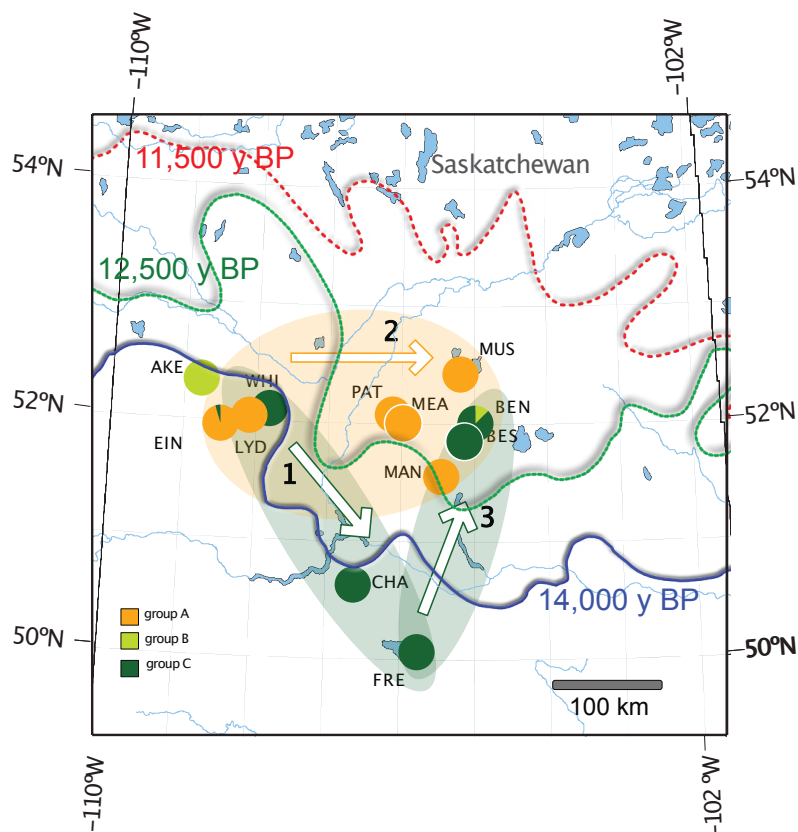 -110°W
-102°W
54°N
11,500 y BP
Saskatchewan
54°N
12,500 y BP
2
MUS
AKE
WHI
PAT
MEA
BEN
52°N
52°N
EIN
LYD
BES
MAN
1
3
CHA
14,000 y BP
group A
group B
group C
50°N
50°N
FRE
100 km
-110°W
-102 °W